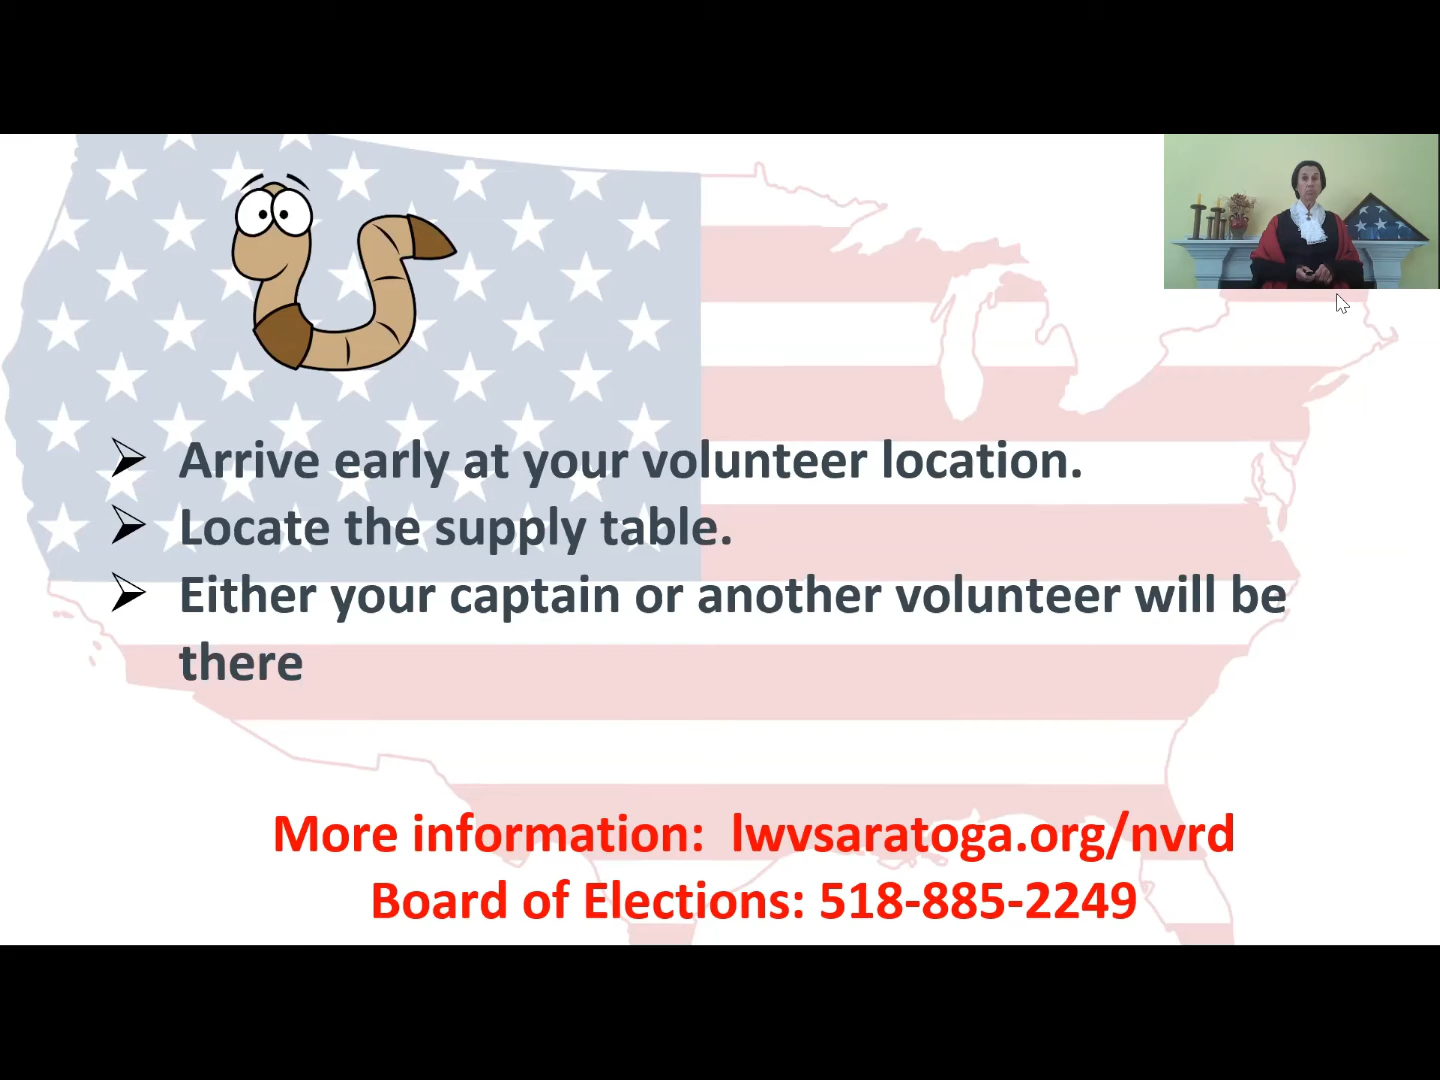 Arrive early at your volunteer location.
Locate the supply table.
Either your captain or another volunteer will be
there
More information: lwvsaratoga.org/nvrd
Board of Elections: 518-885-2249